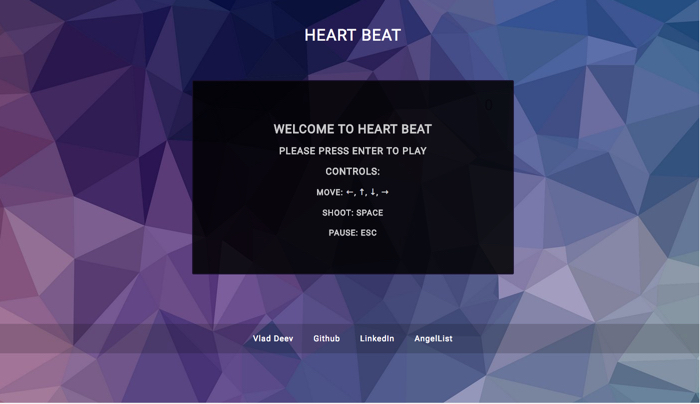 HEART BEAT
WELCOME TO HEART BEAT
PLEASE PRESS ENTER TO PLAY
CONTROLS:
MOVE: ←, ↑, ↓, →
SHOOT: SPACE
PAUSE: ESC
Vlad Deev Github LinkedIn AngelList